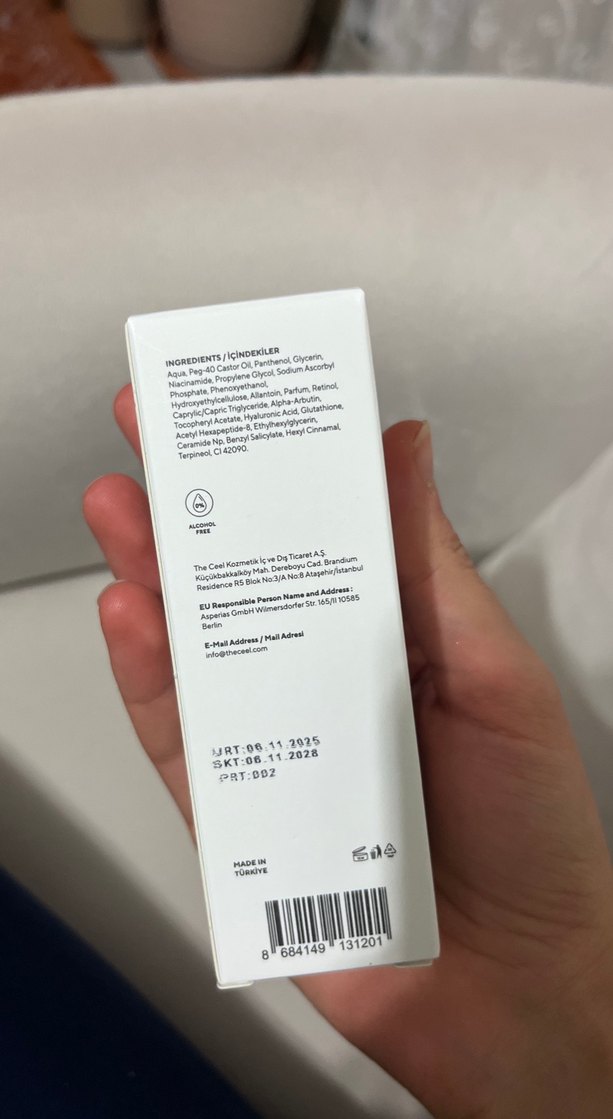 INGREDIENTS / İÇİNDEKİLER
Aqua, Peg-40 Castor Oil, Panthenol, Glycerin,
Niacinamide, Propylene Glycol, Sodium Ascorbyl
Phosphate, Phenoxyethanol,
Hydroxyethylcellulose, Allantoin, Parfum, Retinol,
Caprylic/Capric Triglyceride, Alpha-Arbutin,
Tocopheryl Acetate, Hyaluronic Acid, Glutathione,
Acetyl Hexapeptide-8, Ethylhexylglycerin,
Ceramide Np, Benzyl Salicylate, Hexyl Cinnamal,
Terpineol, CI 42090.
0%
ALCOHOL
FREE
The Ceel Kozmetik İç ve Dış Ticaret A.Ş.
Küçükbakkalköy Mah. Dereboyu Cad. Brandium
Residence R5 Blok No:3/A No:8 Ataşehir/İstanbul
EU Responsible Person Name and Address :
Asperias GmbH Wilmersdorfer Str. 165/II 10585
Berlin
E-Mail Address / Mail Adresi
info@theceel.com
URT:06.11.2025
SKT:06.11.2028
PRT:002
MADE IN
TÜRKİYE
8 684149 131201